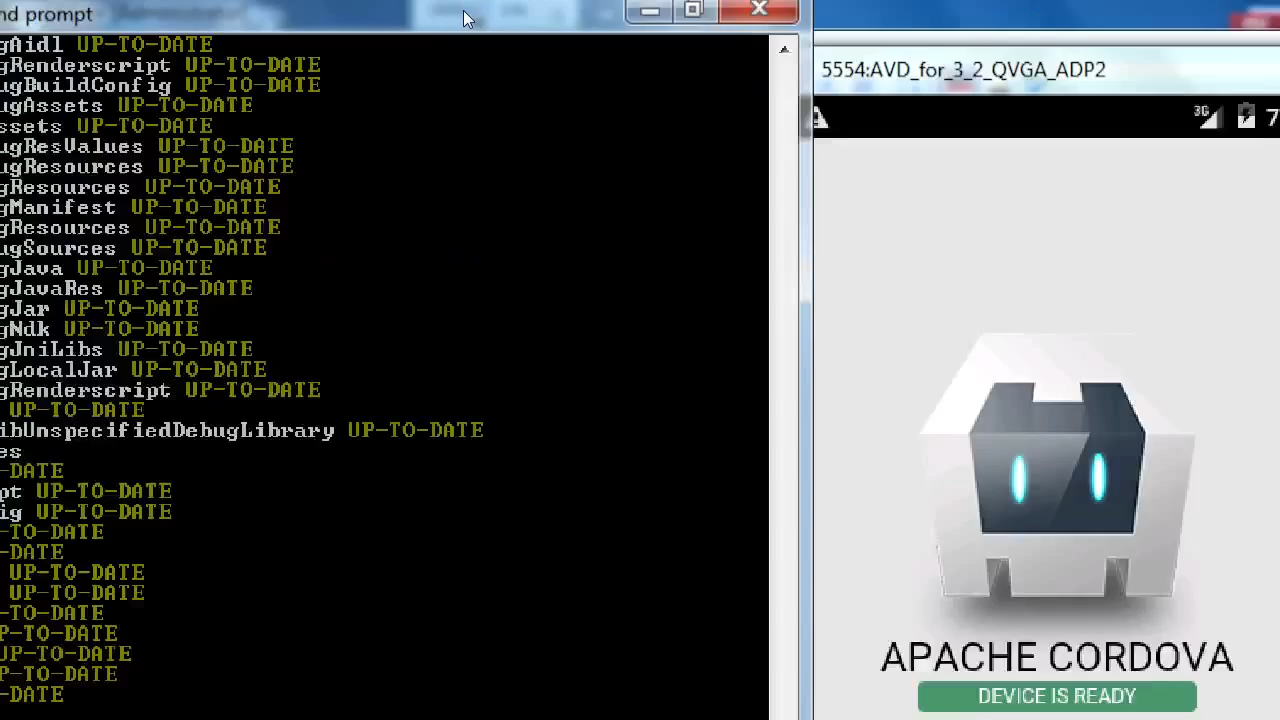 nd prompt
gAidl UP-TO-DATE
gRenderscript UP-TO-DATE
ugBuildConfig UP-TO-DATE
ugAssets UP-TO-DATE
ssets UP-TO-DATE
ugResValues UP-TO-DATE
ugResources UP-TO-DATE
gResources UP-TO-DATE
gManifest UP-TO-DATE
gResources UP-TO-DATE
ugSources UP-TO-DATE
gJava UP-TO-DATE
gJavaRes UP-TO-DATE
gJar UP-TO-DATE
gNdk UP-TO-DATE
gJniLibs UP-TO-DATE
gLocalJar UP-TO-DATE
gRenderscript UP-TO-DATE
UP-TO-DATE
ibUnspecifiedDebugLibrary UP-TO-DATE
es
-DATE
pt UP-TO-DATE
ig UP-TO-DATE
-TO-DATE
-DATE
UP-TO-DATE
UP-TO-DATE
-TO-DATE
P-TO-DATE
UP-TO-DATE
P-TO-DATE
-DATE
5554:AVD_for_3_2_QVGA_ADP2
3G 7
APACHE CORDOVA
DEVICE IS READY